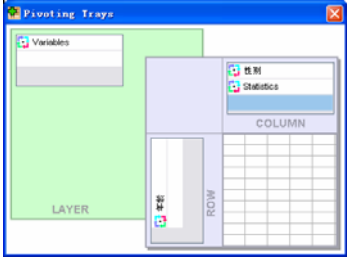 Pivoting Trays
Variables
性别
Statistics
COLUMN
ROW
LAYER